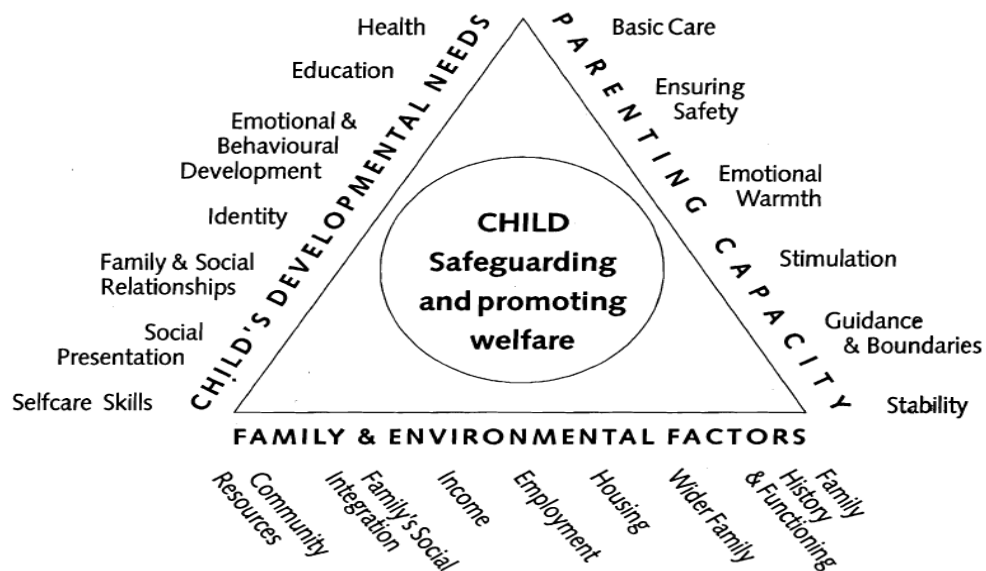 Health
Education
Emotional &
Behavioural
Development
Identity
Family & Social
Relationships
Social
Presentation
Selfcare Skills
CHILD'S DEVELOPMENTAL NEEDS
CHILD
Safeguarding
and promoting
welfare
PARENTING CAPACITY
Basic Care
Ensuring
Safety
Emotional
Warmth
Stimulation
Guidance
& Boundaries
Stability
FAMILY & ENVIRONMENTAL FACTORS
Community
Resources
Family's Social
Integration
Income
Employment
Housing
Wider Family
Family
History
& Functioning